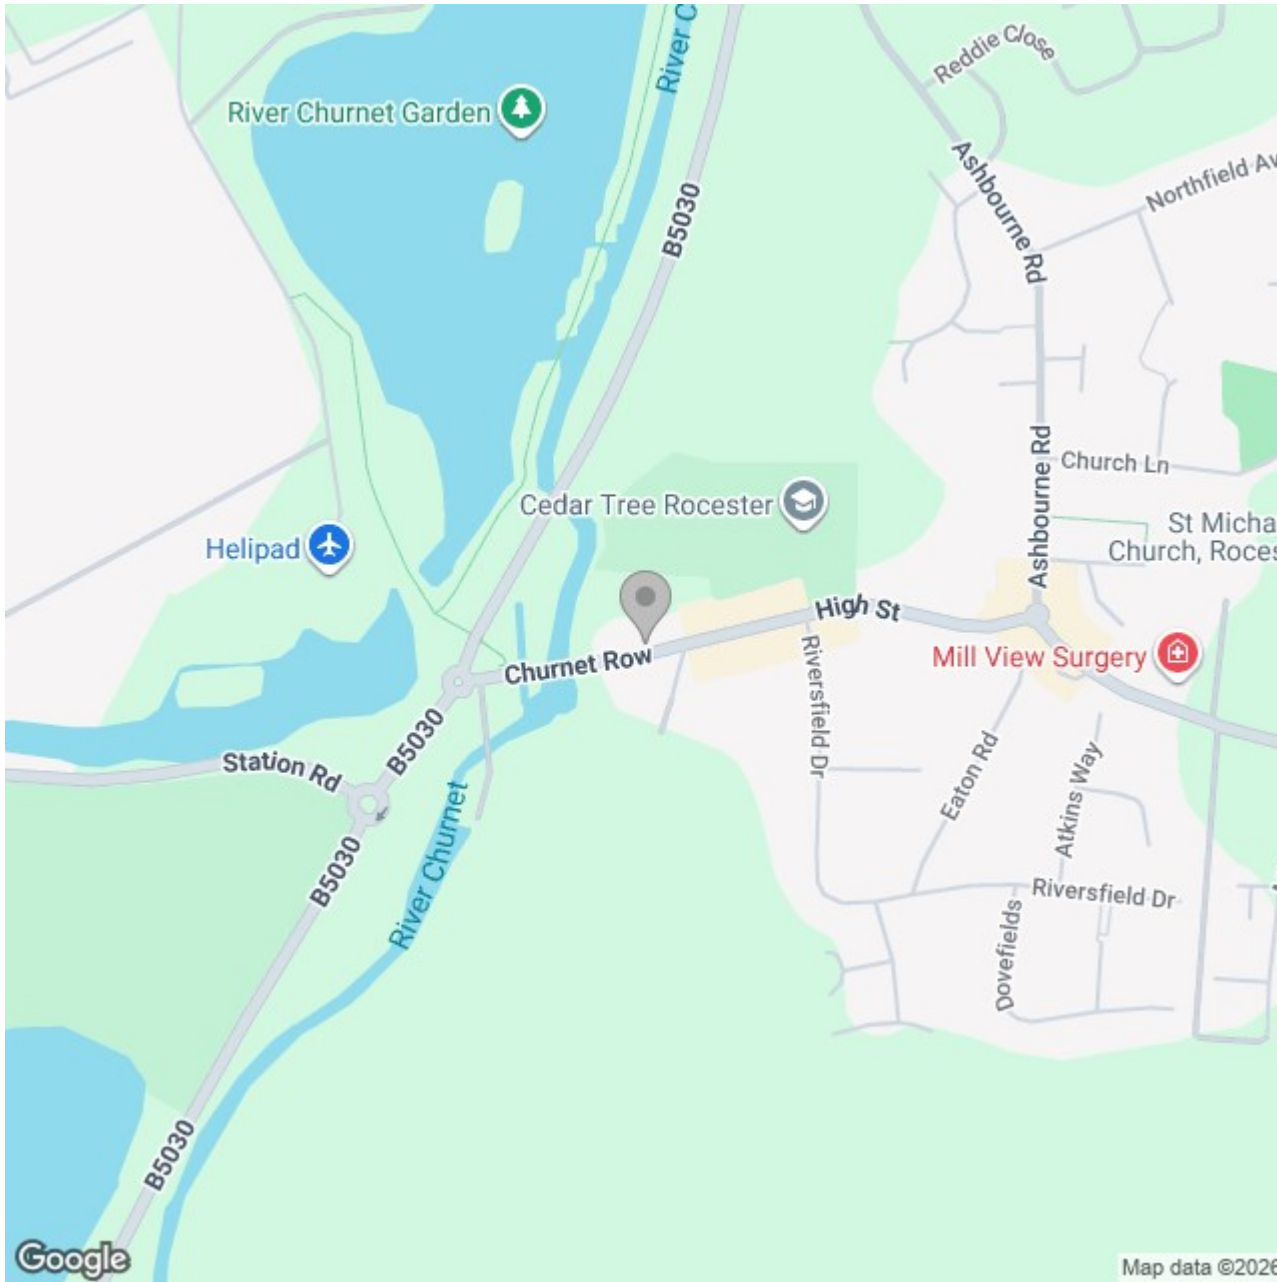 River C
Reddie Close
River Churnet Garden
Ashbourne Rd
Northfield Av
B5030
Ashbourne Rd
Church Ln
Cedar Tree Rocester
St Micha
Church, Roces
Helipad
High St
Churnet Row
Mill View Surgery
Riversfield Dr
B5030
Station Rd
Eaton Rd
Atkins Way
River Churnet
B5030
Riversfield Dr
Dovefields
B5030
Google
Map data ©2026